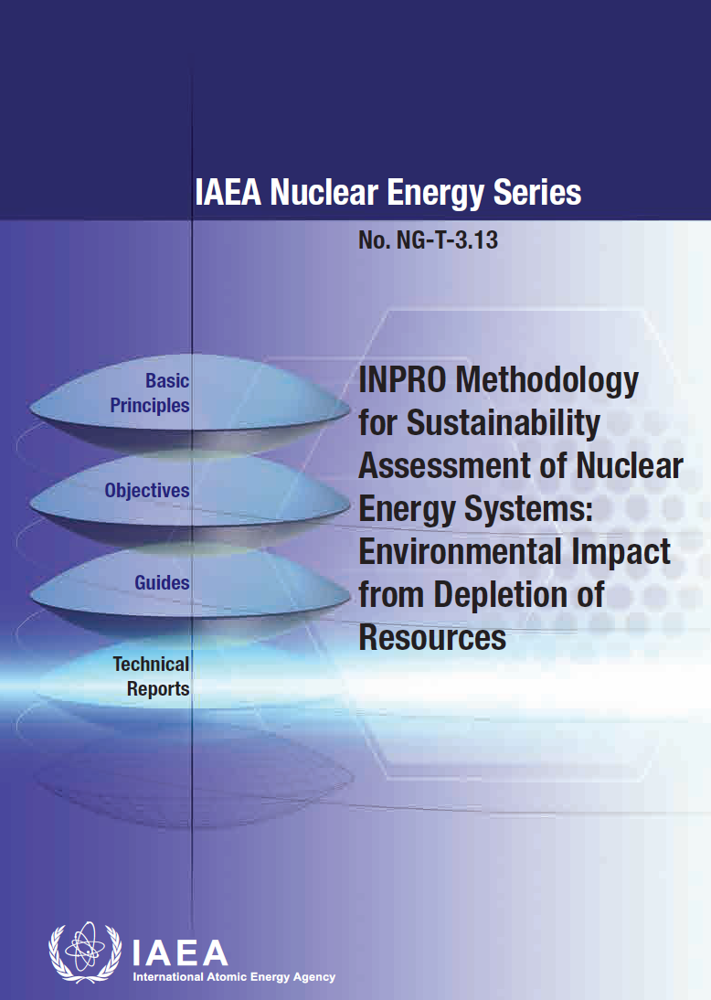 IAEA Nuclear Energy Series
No. NG-T-3.13
Basic
Principles
Objectives
Guides
Technical
Reports
INPRO Methodology
for Sustainability
Assessment of Nuclear
Energy Systems:
Environmental Impact
from Depletion of
Resources
IAEA
International Atomic Energy Agency